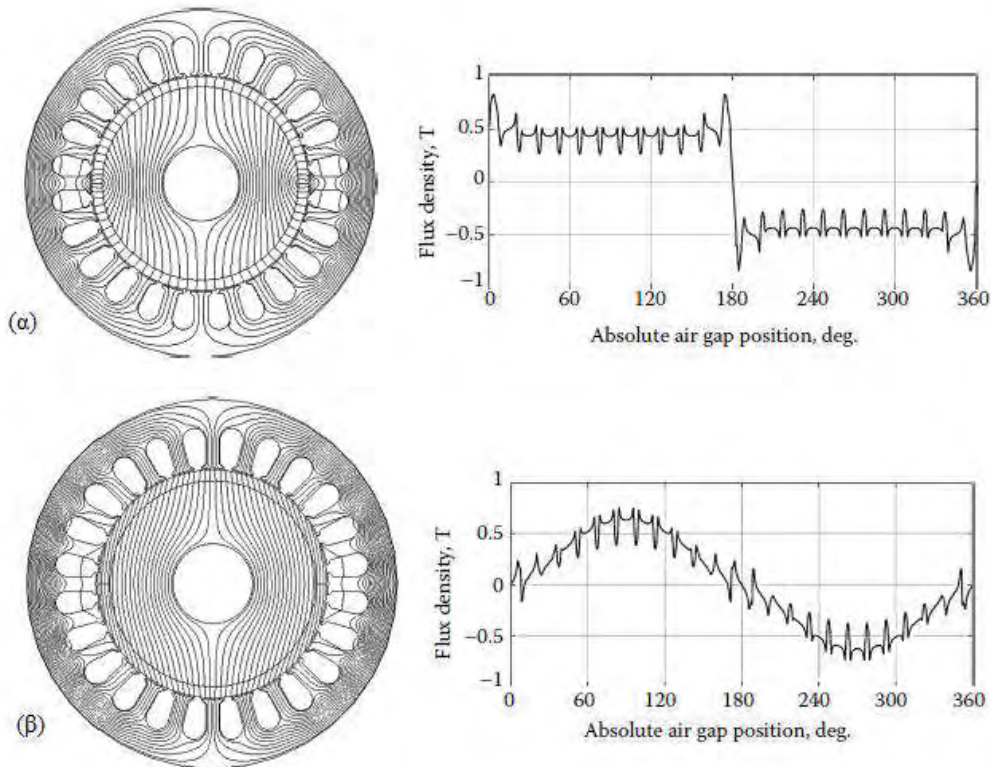 (α)
Flux density, T
1
0.5
0
−0.5
−1
0 60 120 180 240 300 360
Absolute air gap position, deg.
(β)
Flux density, T
1
0.5
0
−0.5
−1
0 60 120 180 240 300 360
Absolute air gap position, deg.